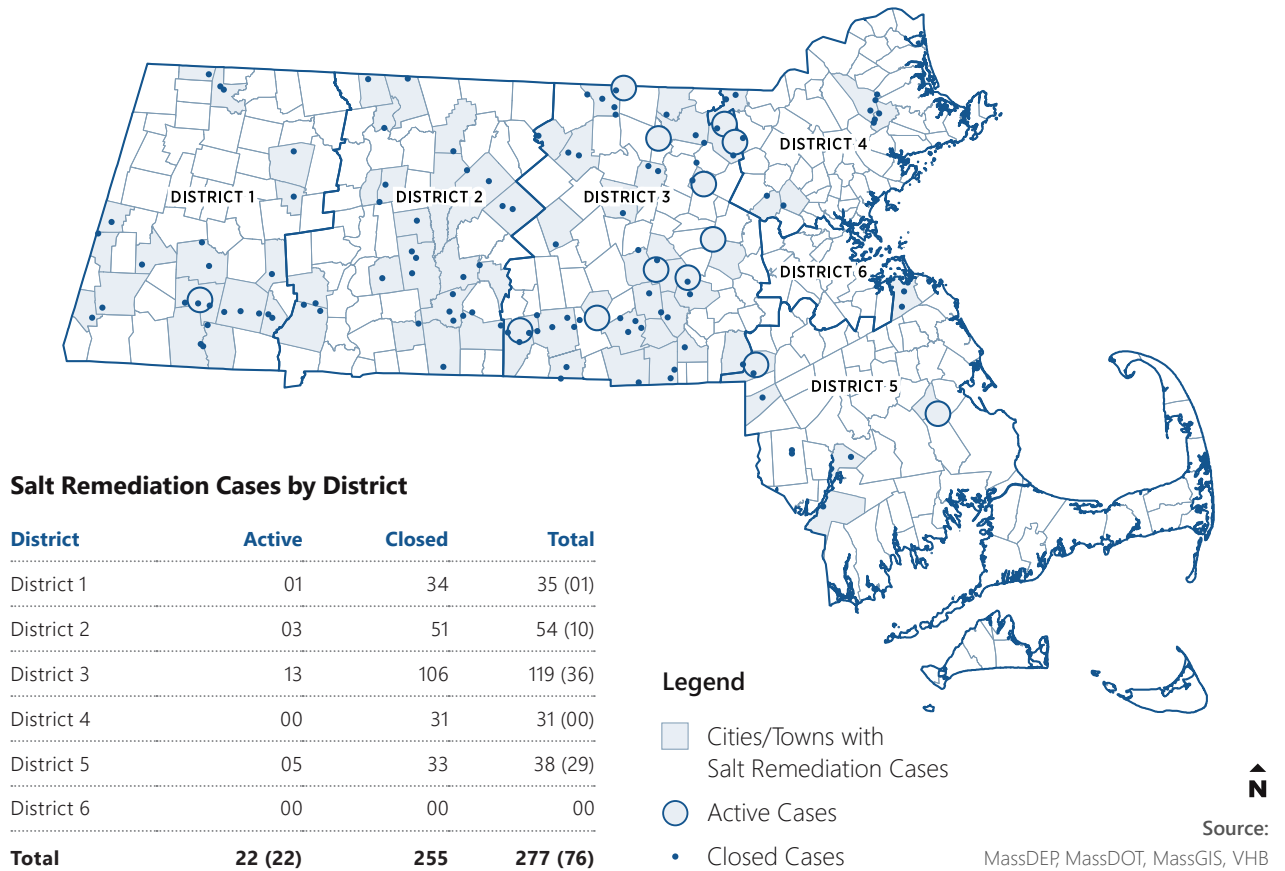 DISTRICT 4
DISTRICT 1
DISTRICT 2
DISTRICT 3
DISTRICT 6
DISTRICT 5
Salt Remediation Cases by District
District Active Closed Total
District 1 01 34 35 (01)
District 2 03 51 54 (10)
District 3 13 106 119 (36)
District 4 00 31 31 (00)
District 5 05 33 38 (29)
District 6 00 00 00
Total 22 (22) 255 277 (76)
Legend
Cities/Towns with
Salt Remediation Cases
Active Cases
Closed Cases
N
Source:
MassDEP, MassDOT, MassGIS, VHB